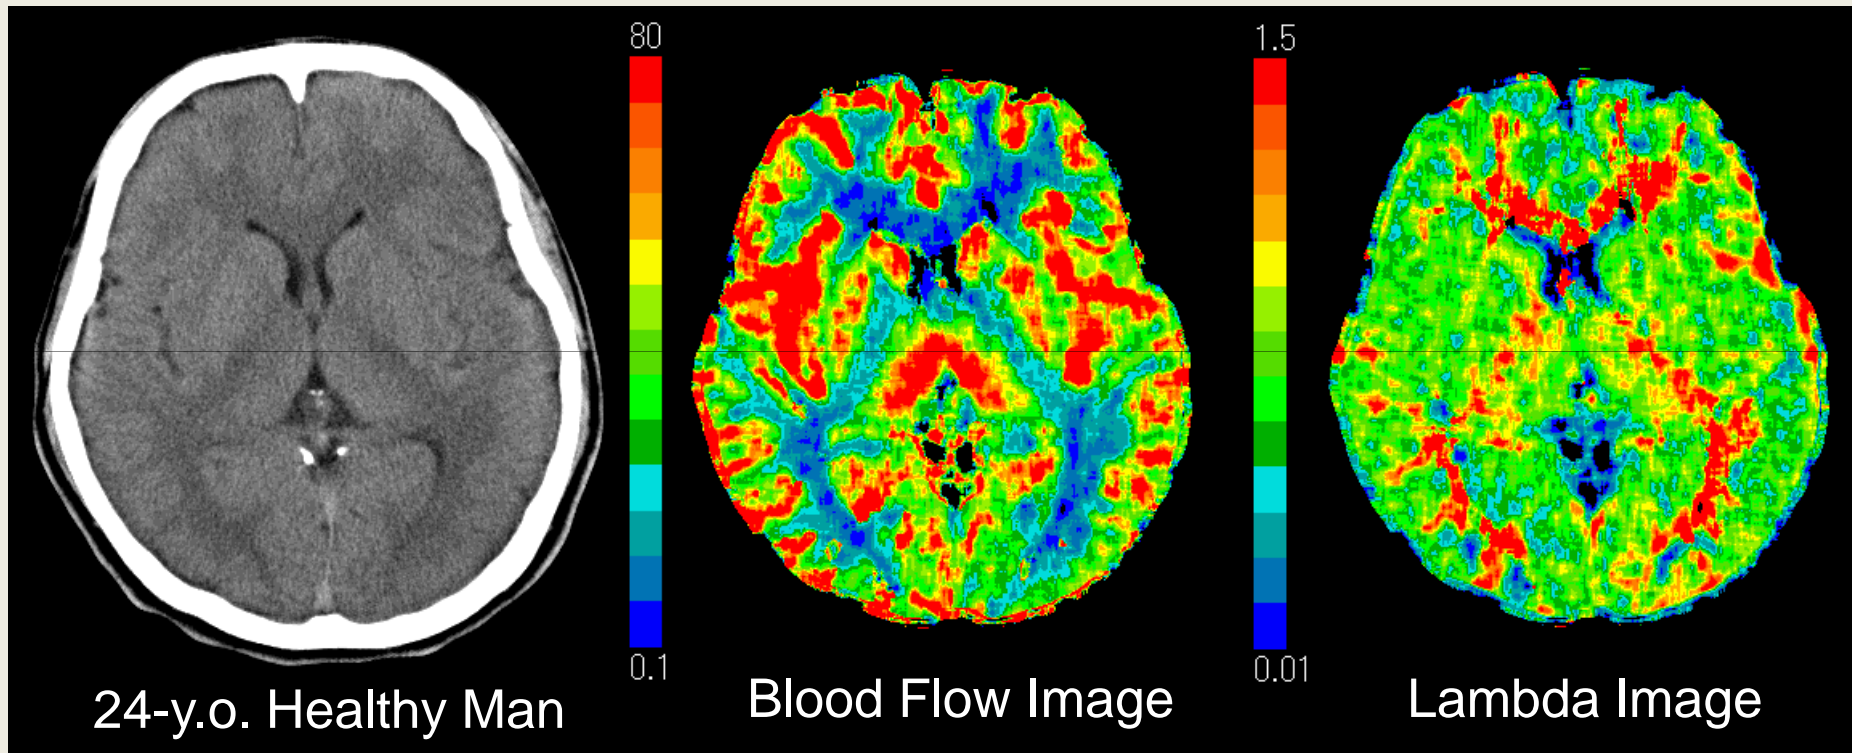 80
0.1
1.5
0.01
24-y.o. Healthy Man
Blood Flow Image
Lambda Image